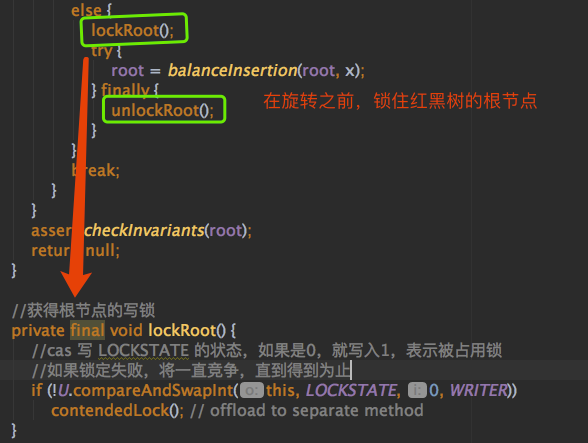 else {
lockRoot();
try {
root = balanceInsertion(root, x);
} finally {
unlockRoot();
在旋转之前，锁住红黑树的根节点
}
}
break;
}
}
assert checkInvariants(root);
return null;
}
//获得根节点的写锁
private final void lockRoot() {
//cas 写 LOCKSTATE 的状态，如果是0，就写入1，表示被占用锁
//如果锁定失败，将一直竞争，直到得到为止
if (!U.compareAndSwapInt( o: this, LOCKSTATE, i: 0, WRITER))
contendedLock(); // offload to separate method
}